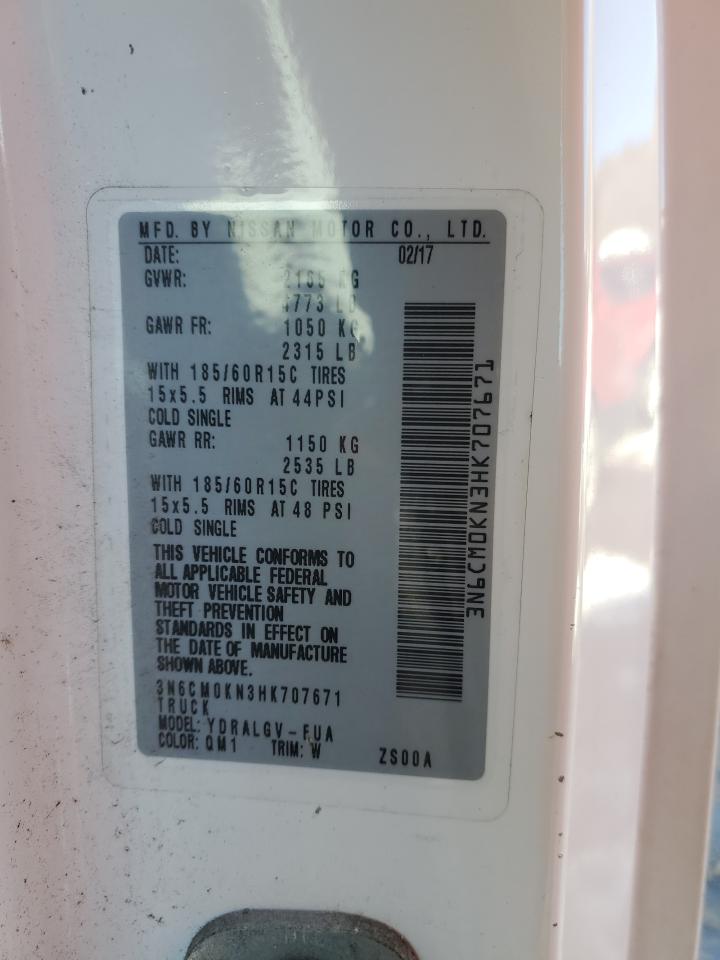 MFD. BY NISSAN MOTOR CO., LTD.
DATE: 02/17
GVWR: 2165 KG
4773 LB
GAWR FR: 1050 KG
2315 LB
WITH 185/60R15C TIRES
15x5.5 RIMS AT 44PSI
COLD SINGLE
GAWR RR: 1150 KG
2535 LB
WITH 185/60R15C TIRES
15x5.5 RIMS AT 48 PSI
COLD SINGLE
THIS VEHICLE CONFORMS TO
ALL APPLICABLE FEDERAL
MOTOR VEHICLE SAFETY AND
THEFT PREVENTION
STANDARDS IN EFFECT ON
THE DATE OF MANUFACTURE
SHOWN ABOVE.
3N6CM0KN3HK707671
TRUCK
MODEL: YDRALGV-FUA
COLOR: QM1 TRIM: W ZS00A
3N6CM0KN3HK707671